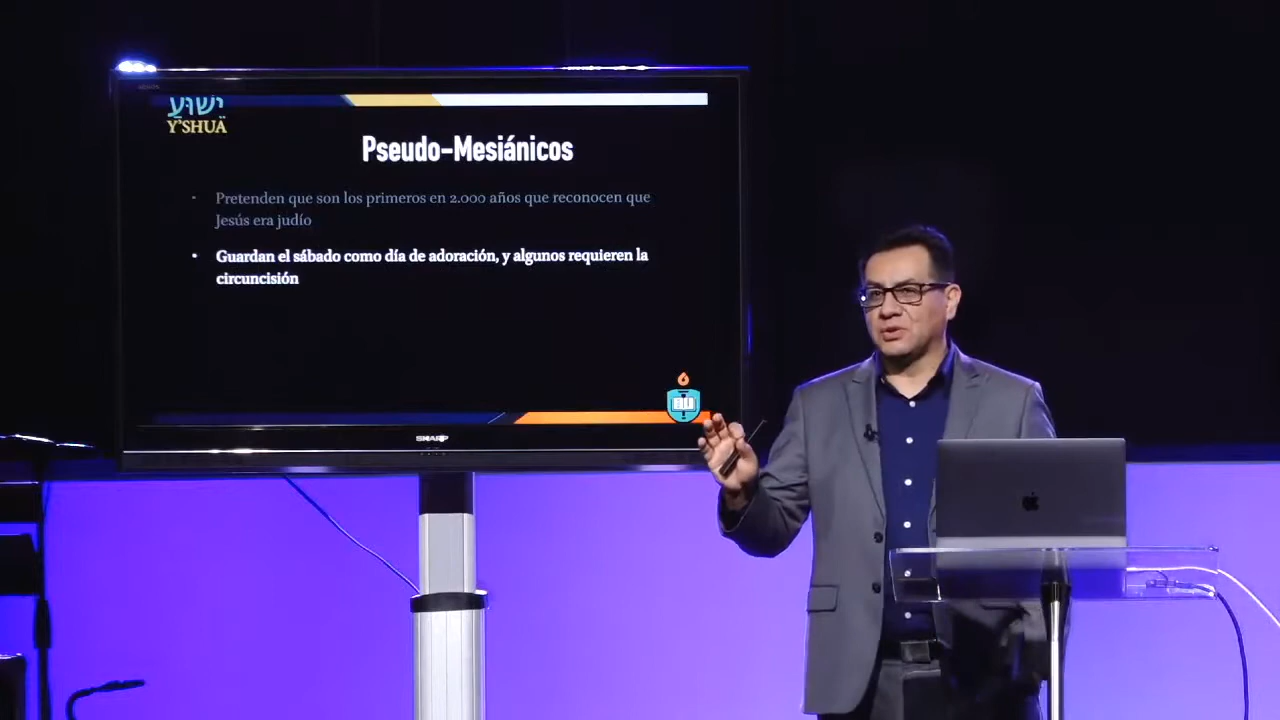 ישוע
Y'SHUA
Pseudo-Mesiánicos
Pretenden que son los primeros en 2.000 años que reconocen que
Jesús era judío
Guardan el sábado como día de adoración, y algunos requieren la
circuncisión
SHARP